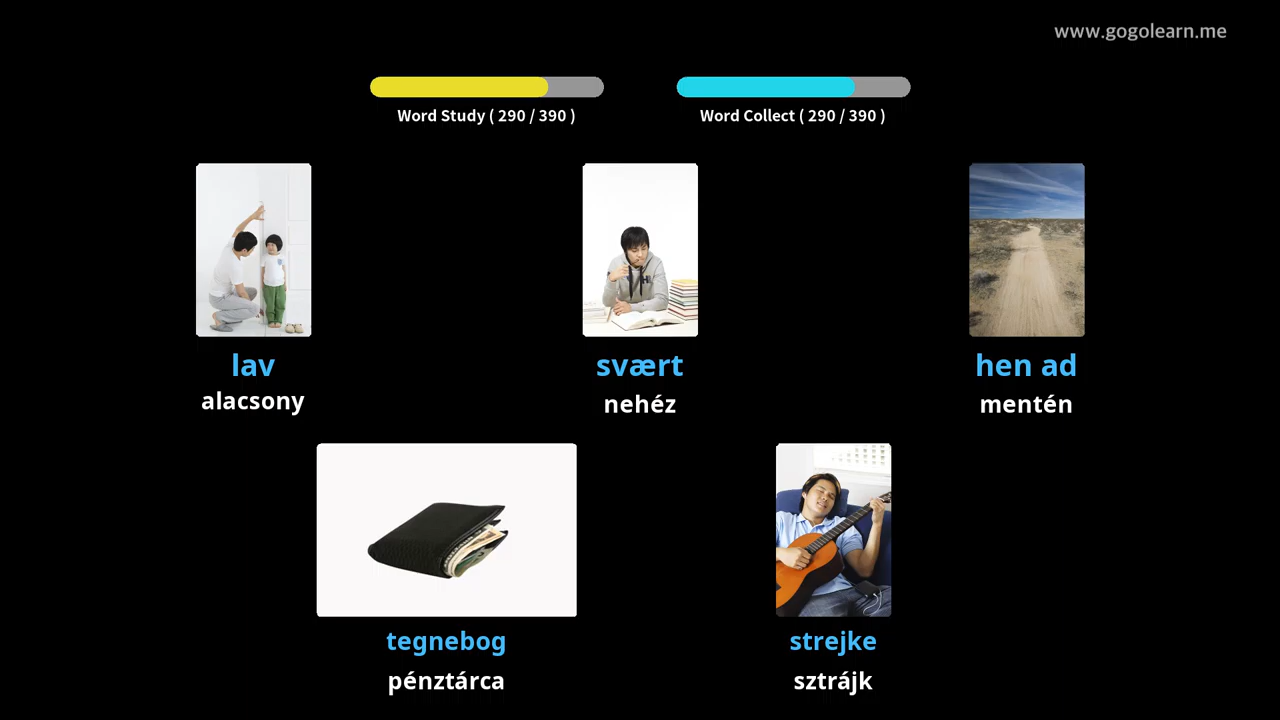 www.gogolearn.me
Word Study ( 290 / 390 )
Word Collect ( 290 / 390 )
lav
alacsony
svært
nehéz
hen ad
mentén
tegnebog
pénztárca
strejke
sztrájk